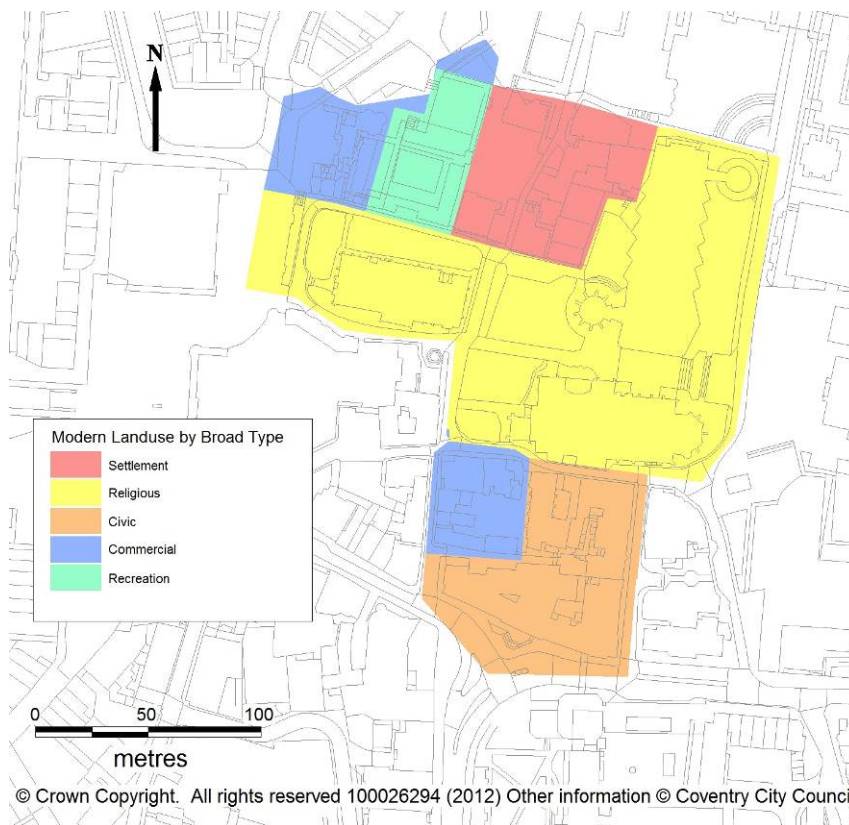 N
Modern Landuse by Broad Type
Settlement
Religious
Civic
Commercial
Recreation
0 50 100
metres
© Crown Copyright. All rights reserved 100026294 (2012) Other information © Coventry City Counci